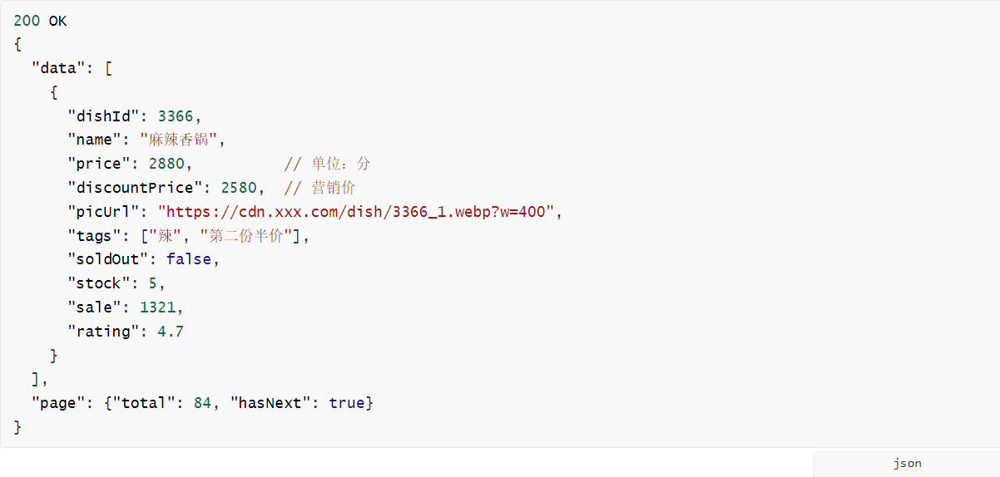 200 OK
{
  "data": [
    {
      "dishId": 3366,
      "name": "麻辣香锅",
      "price": 2880,          // 单位：分
      "discountPrice": 2580,  // 营销价
      "picUrl": "https://cdn.xxx.com/dish/3366_1.webp?w=400",
      "tags": ["辣", "第二份半价"],
      "soldOut": false,
      "stock": 5,
      "sale": 1321,
      "rating": 4.7
    }
  ],
  "page": {"total": 84, "hasNext": true}
}
json